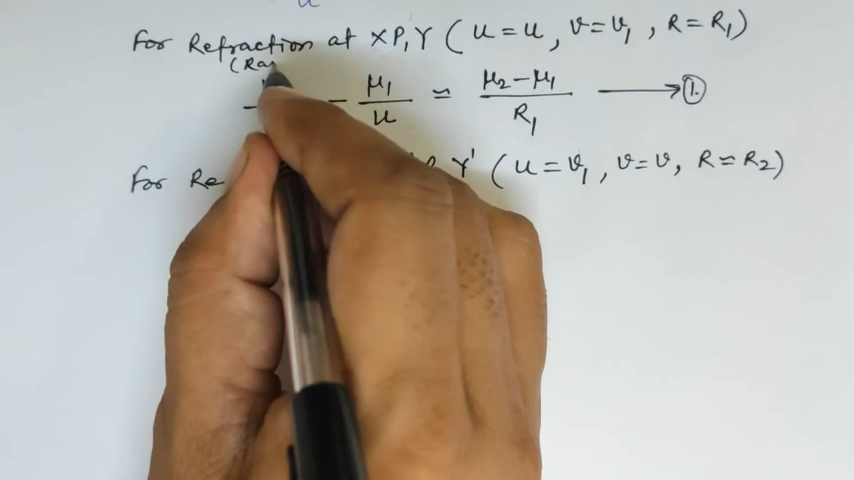 u
For Refraction at XP₁Y ( u = u , v = v₁ , R = R₁ )
(Ra
- μ₁/u = μ₂-μ₁/R₁ ⟶ ①
For Re Y' ( u = v₁ , v = v , R = R₂ )